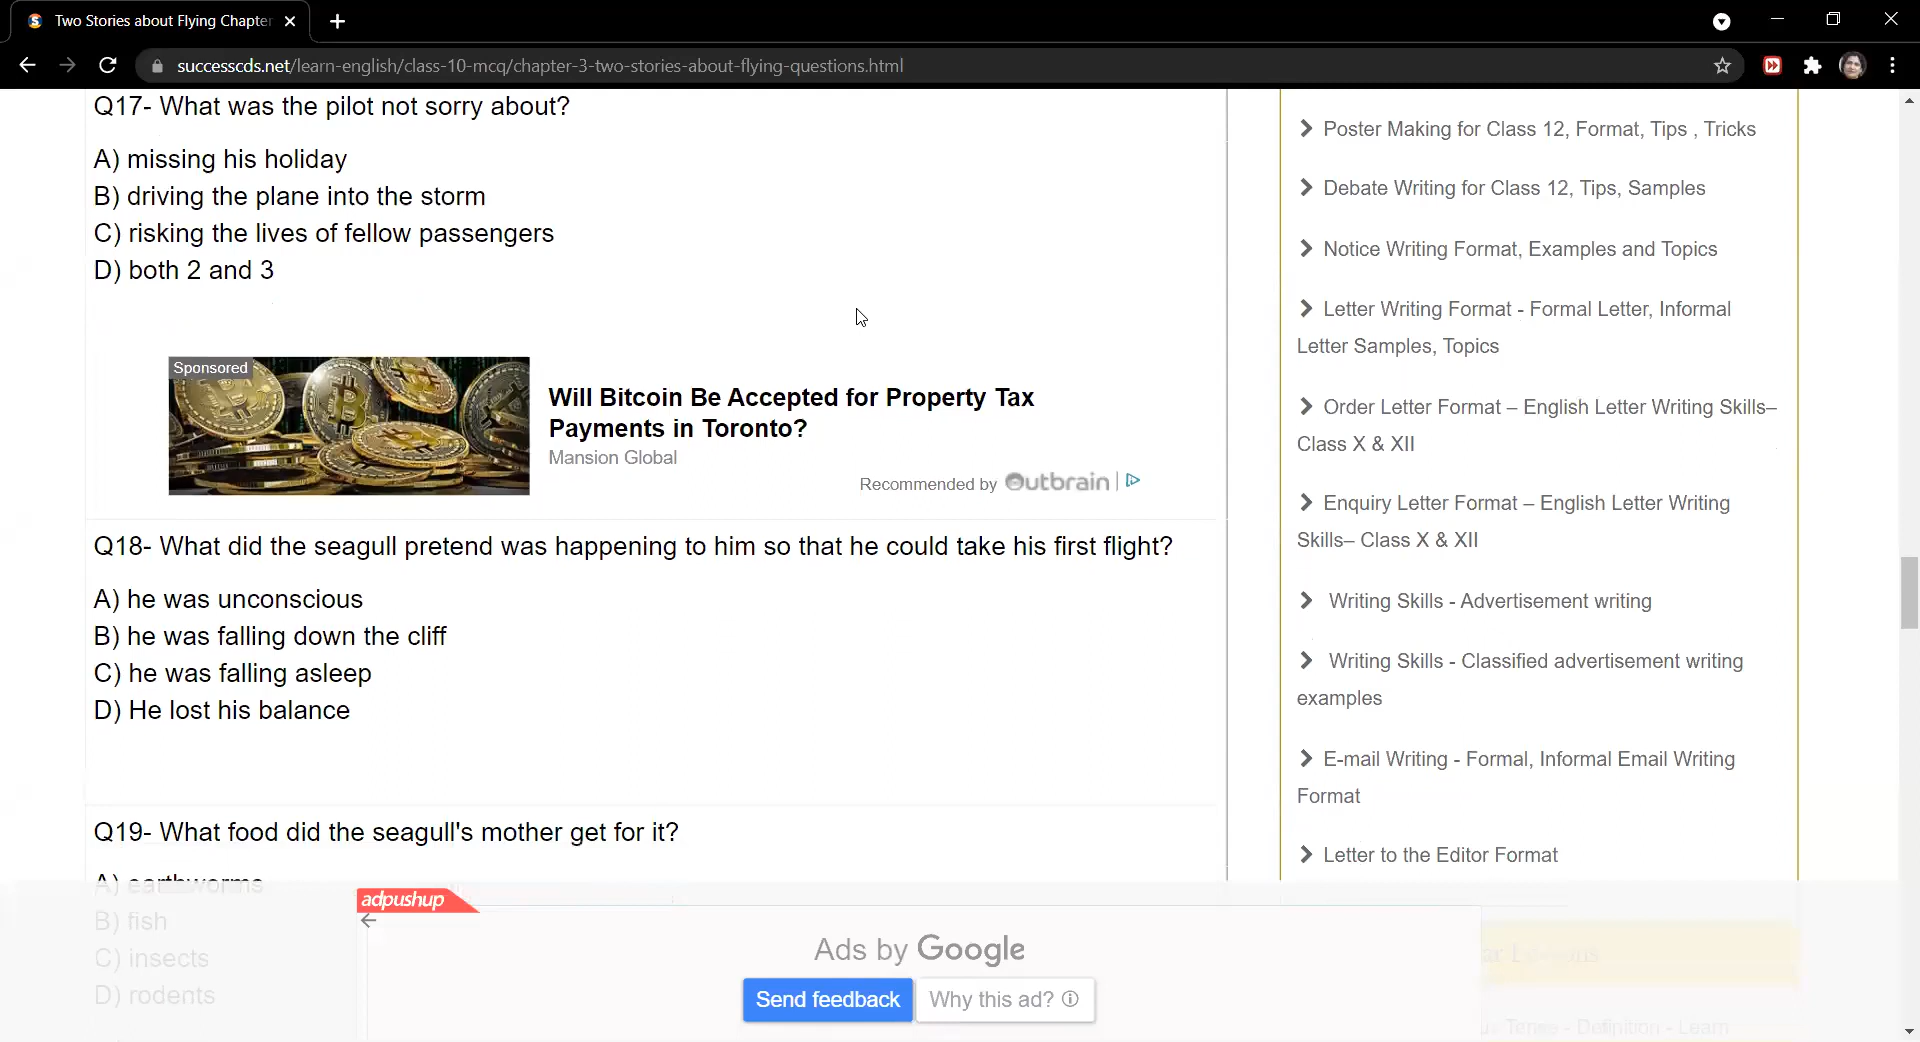 Two Stories about Flying Chapter
successcds.net/learn-english/class-10-mcq/chapter-3-two-stories-about-flying-questions.html
Q17- What was the pilot not sorry about?
A) missing his holiday
B) driving the plane into the storm
C) risking the lives of fellow passengers
D) both 2 and 3
Sponsored
Will Bitcoin Be Accepted for Property Tax
Payments in Toronto?
Mansion Global
Recommended by Outbrain
Q18- What did the seagull pretend was happening to him so that he could take his first flight?
A) he was unconscious
B) he was falling down the cliff
C) he was falling asleep
D) He lost his balance
Q19- What food did the seagull's mother get for it?
A) earthworms
B) fish
C) insects
D) rodents
Poster Making for Class 12, Format, Tips , Tricks
Debate Writing for Class 12, Tips, Samples
Notice Writing Format, Examples and Topics
Letter Writing Format - Formal Letter, Informal
Letter Samples, Topics
Order Letter Format – English Letter Writing Skills–
Class X & XII
Enquiry Letter Format – English Letter Writing
Skills– Class X & XII
Writing Skills - Advertisement writing
Writing Skills - Classified advertisement writing
examples
E-mail Writing - Formal, Informal Email Writing
Format
Letter to the Editor Format
adpushup
Ads by Google
Send feedback
Why this ad?
Tense - Definition - Learn